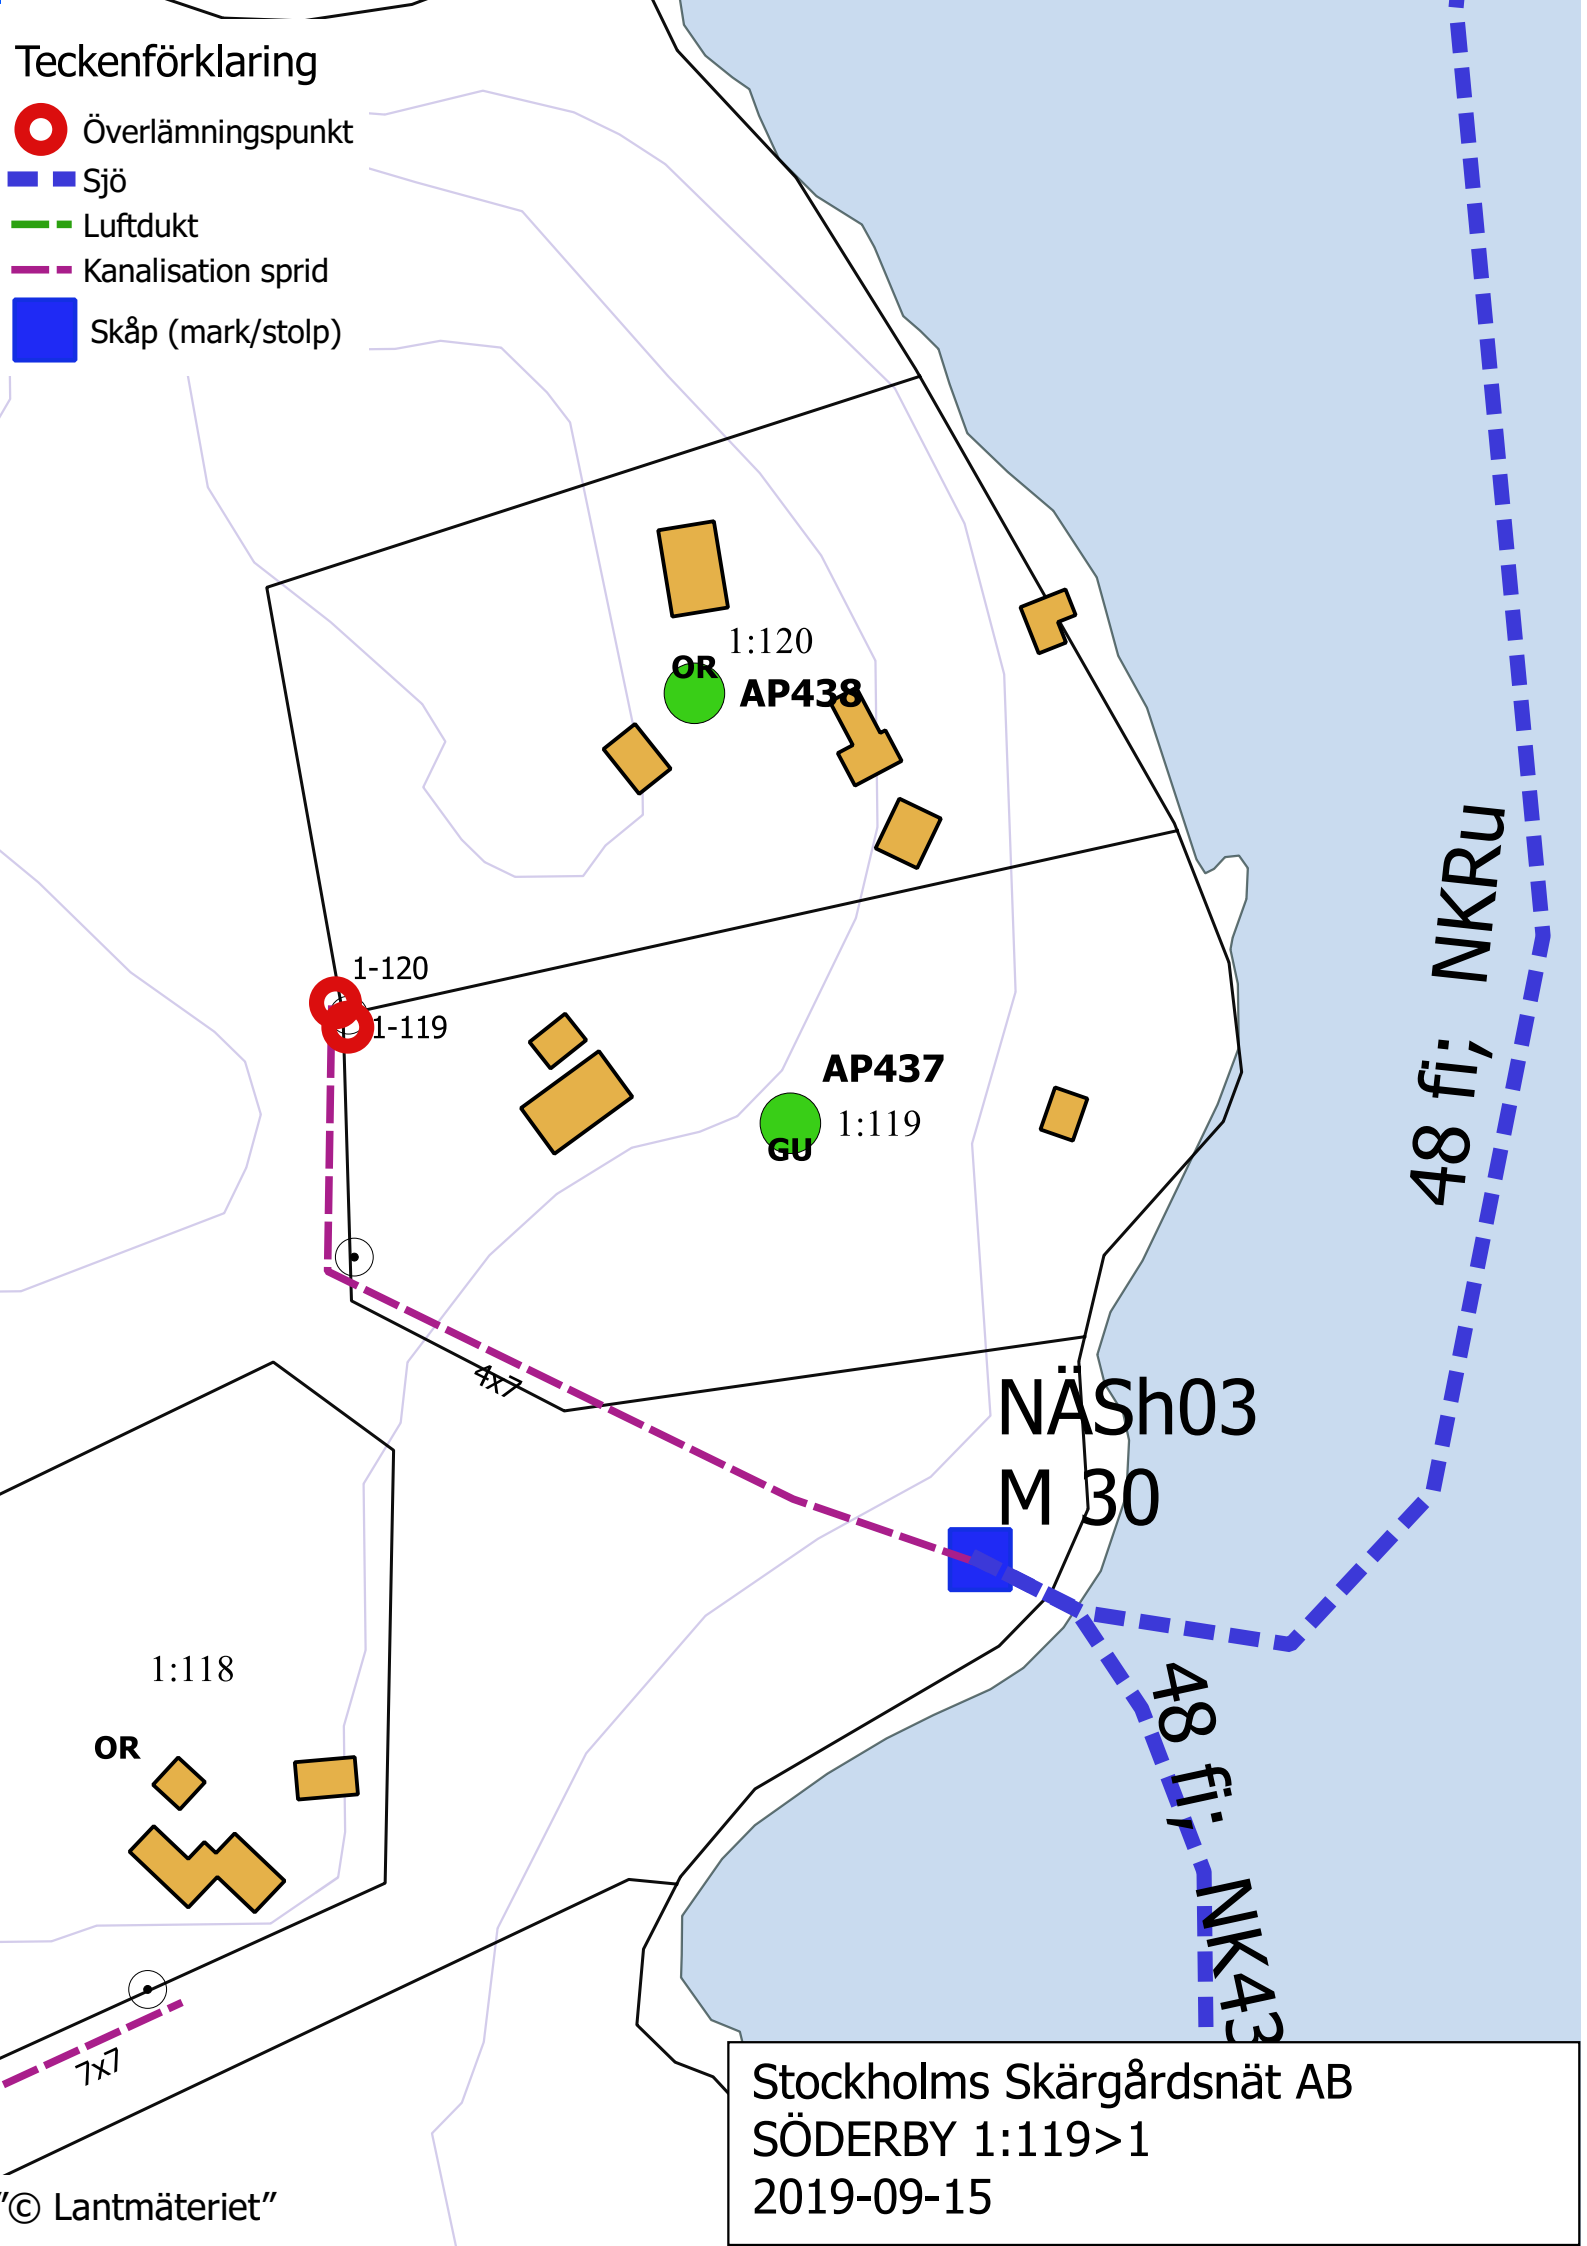 Teckenförklaring
Överlämningspunkt
Sjö
Luftdukt
Kanalisation sprid
Skåp (mark/stolp)
1:120
OR
AP438
48 fi; NKRu
1-120
1-119
AP437
1:119
GU
4x7
NÄSh03
M 30
1:118
OR
48 fi; NK43
7x7
Stockholms Skärgårdsnät AB
SÖDERBY 1:119>1
2019-09-15
"© Lantmäteriet"